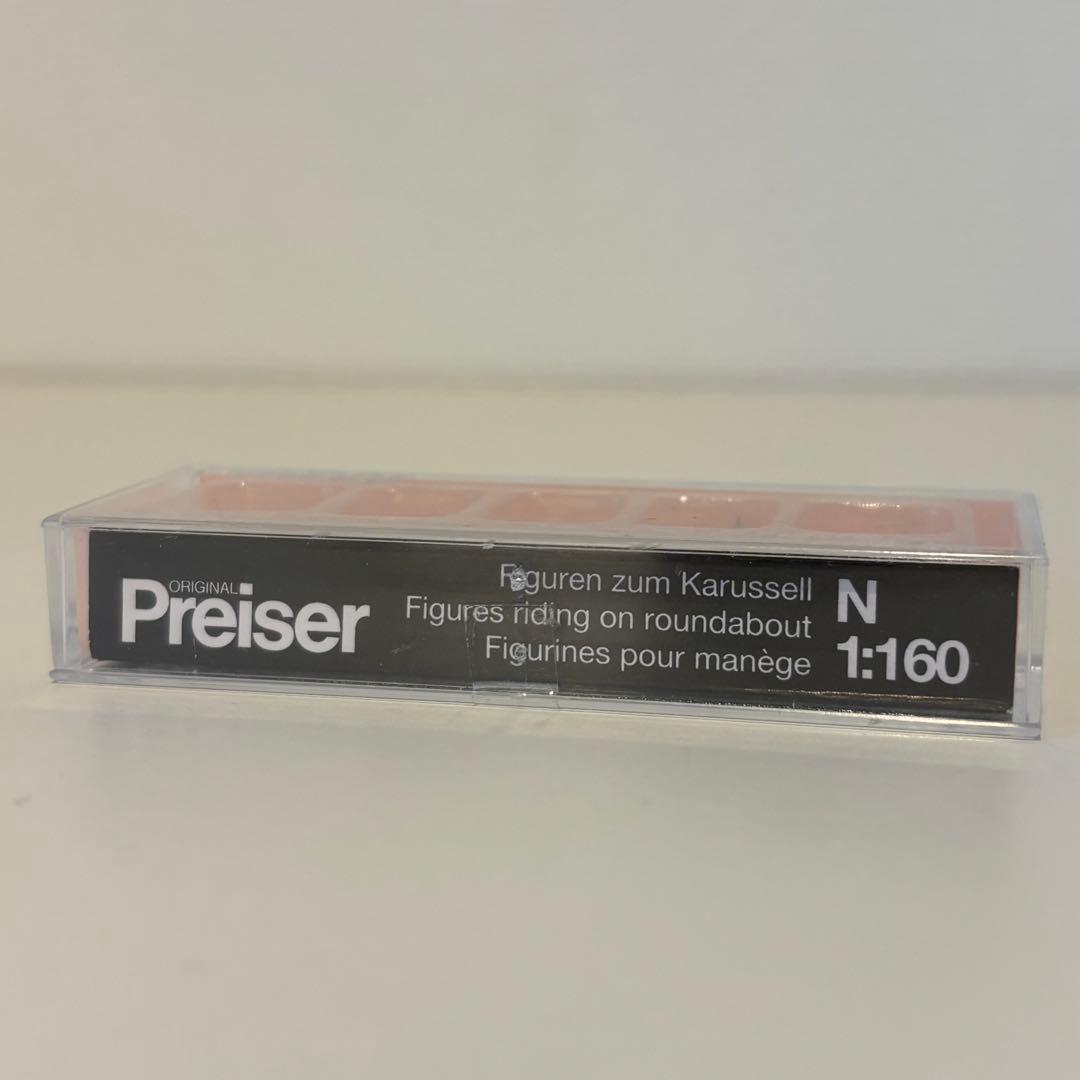 ORIGINAL
Preiser
Figuren zum Karussell
Figures riding on roundabout
Figurines pour manège
N
1:160